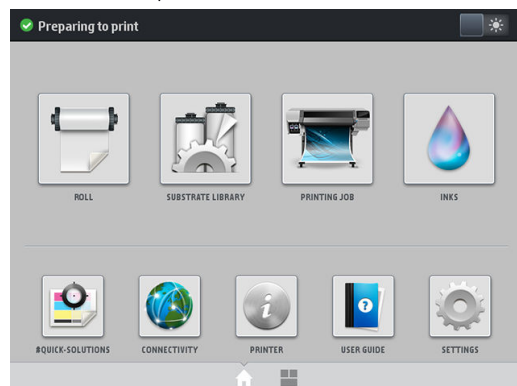 Preparing to print
ROLL
SUBSTRATE LIBRARY
PRINTING JOB
INKS
#QUICK-SOLUTIONS
CONNECTIVITY
PRINTER
USER GUIDE
SETTINGS